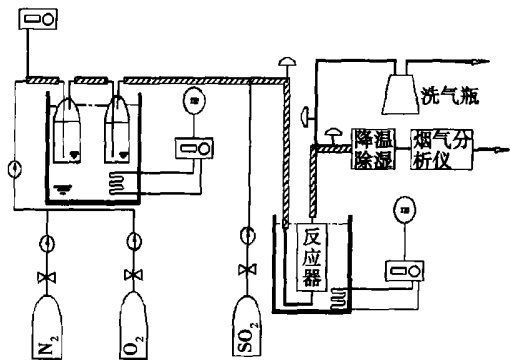 洗气瓶
降温
除湿
烟气分
析仪
反
应
器
N₂
O₂
SO₂